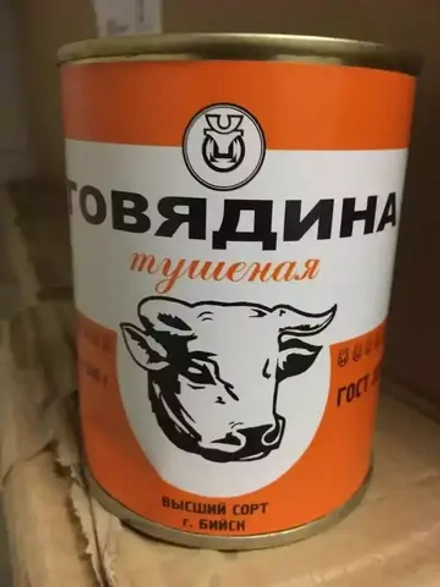 ГОВЯДИНА
тушеная
ГОСТ
ВЫСШИЙ СОРТ
г. БИЙСК